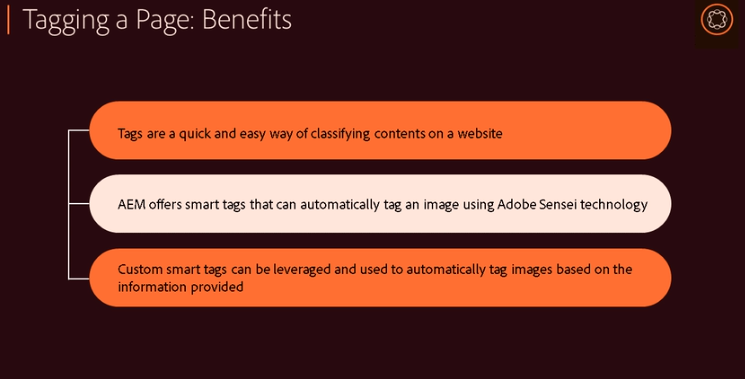 Tagging a Page: Benefits
Tags are a quick and easy way of classifying contents on a website
AEM offers smart tags that can automatically tag an image using Adobe Sensei technology
Custom smart tags can be leveraged and used to automatically tag images based on the
information provided